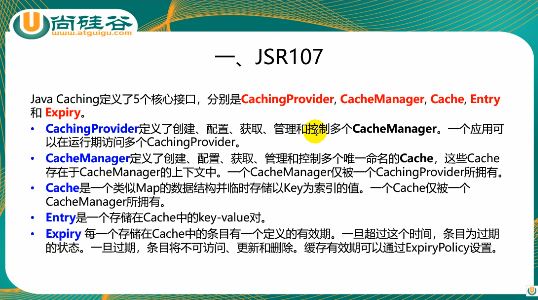 尚硅谷
www.atguigu.com
一、JSR107
Java Caching定义了5个核心接口，分别是CachingProvider, CacheManager, Cache, Entry
和 Expiry。
• CachingProvider定义了创建、配置、获取、管理和控制多个CacheManager。一个应用可
以在运行期访问多个CachingProvider。
• CacheManager定义了创建、配置、获取、管理和控制多个唯一命名的Cache，这些Cache
存在于CacheManager的上下文中。一个CacheManager仅被一个CachingProvider所拥有。
• Cache是一个类似Map的数据结构并临时存储以Key为索引的值。一个Cache仅被一个
CacheManager所拥有。
• Entry是一个存储在Cache中的key-value对。
• Expiry 每一个存储在Cache中的条目有一个定义的有效期。一旦超过这个时间，条目为过期
的状态。一旦过期，条目将不可访问、更新和删除。缓存有效期可以通过ExpiryPolicy设置。